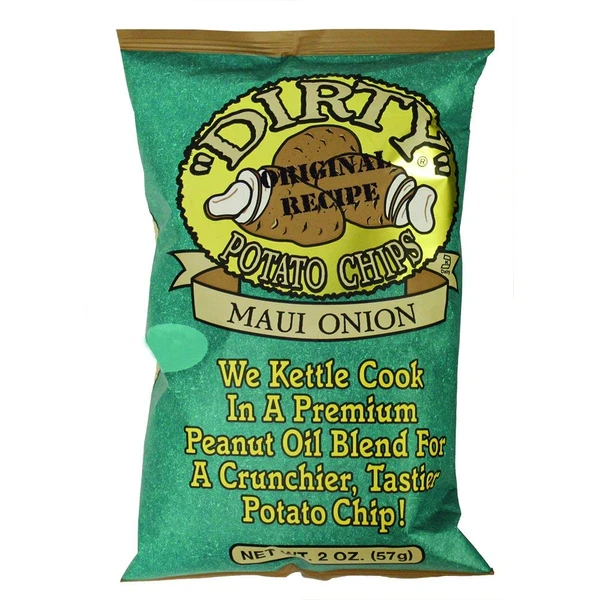 "DIRTY"®
ORIGINAL
RECIPE
POTATO CHIPS
MAUI ONION
We Kettle Cook
In A Premium
Peanut Oil Blend For
A Crunchier, Tastier
Potato Chip!
NET WT. 2 OZ. (57g)